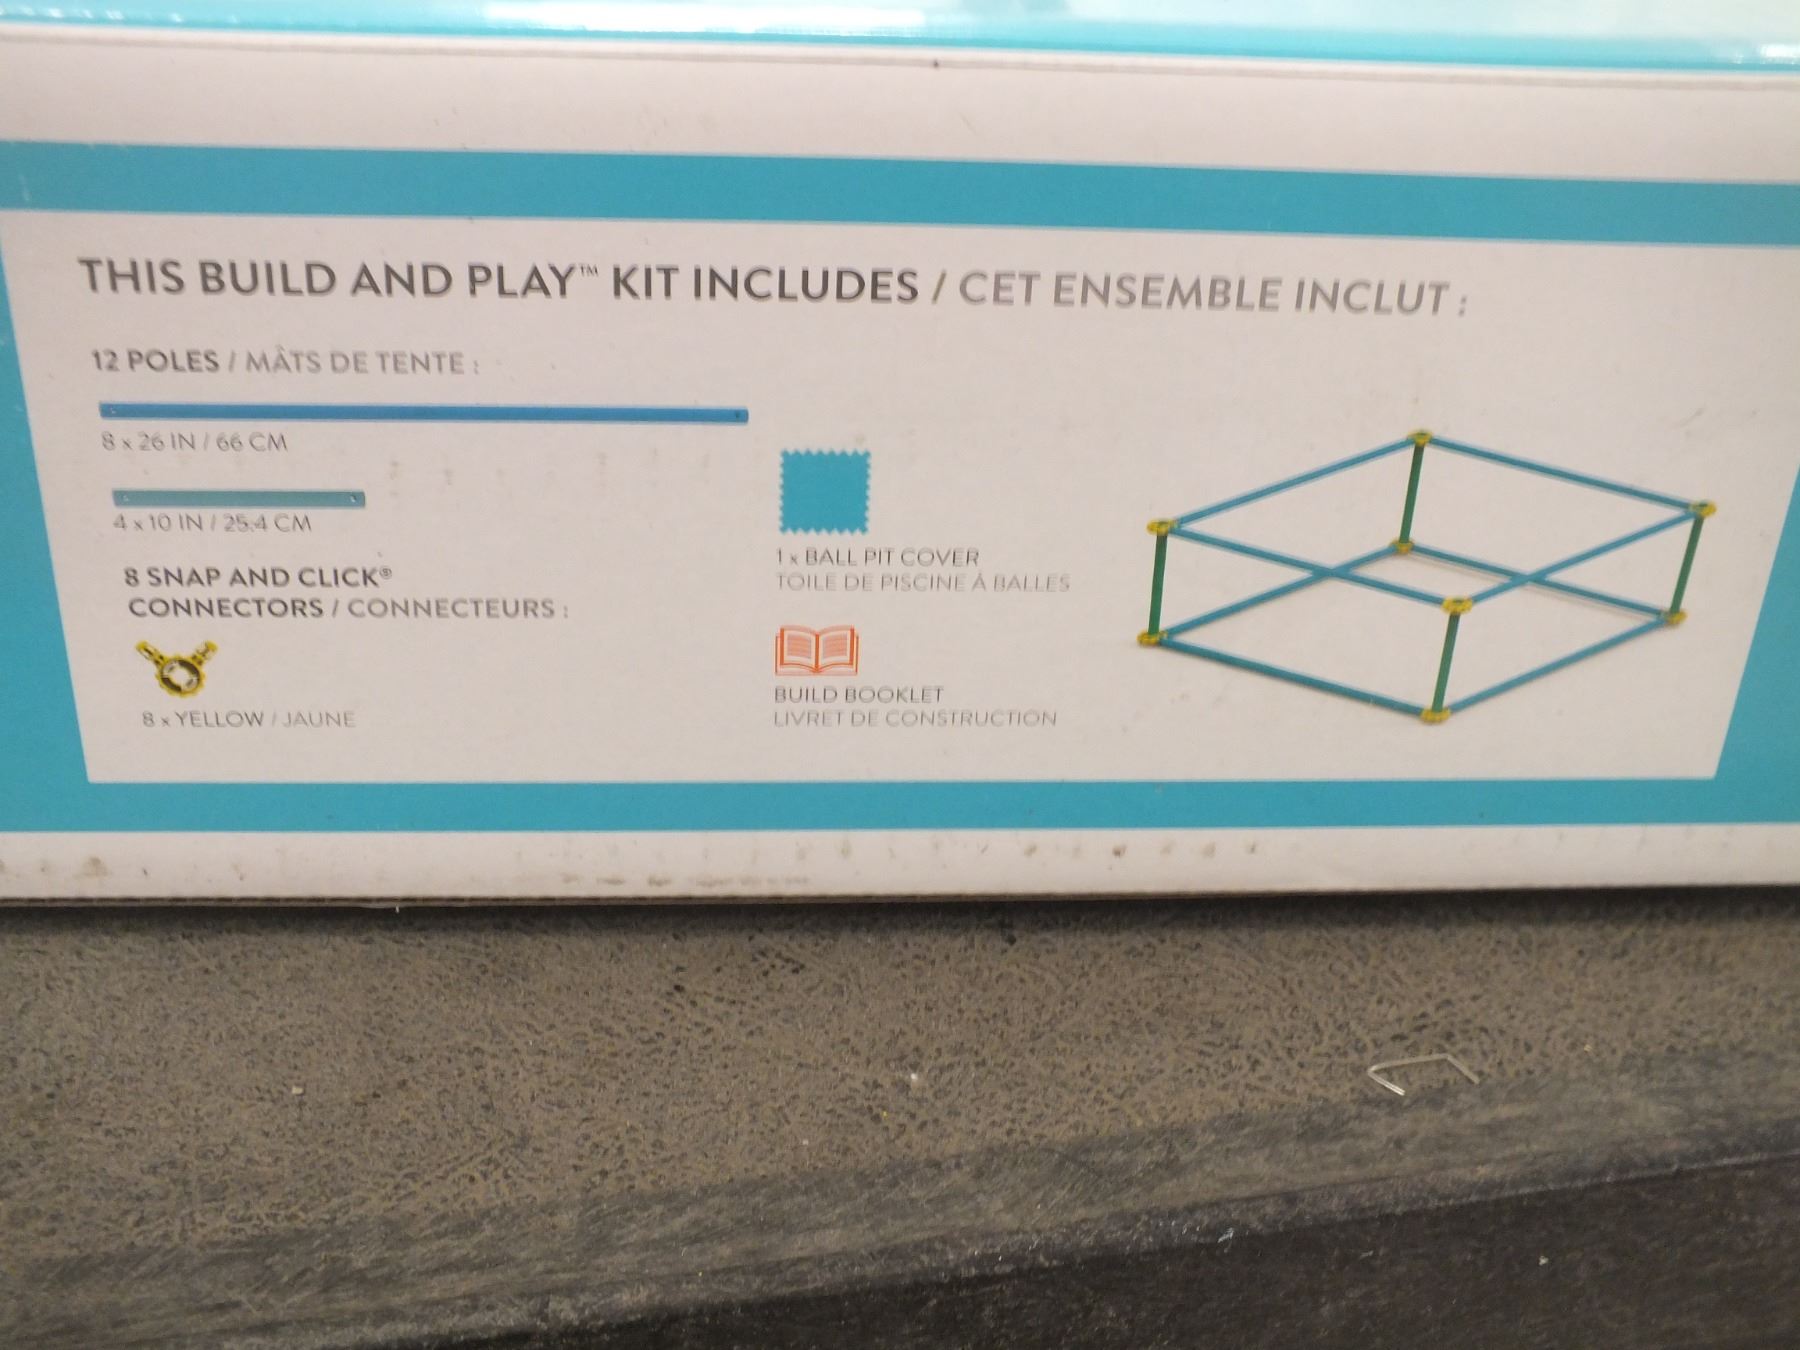 THIS BUILD AND PLAY™ KIT INCLUDES / CET ENSEMBLE INCLUT :
12 POLES / MÂTS DE TENTE :
8 x 26 IN / 66 CM
4 x 10 IN / 25.4 CM
8 SNAP AND CLICK®
CONNECTORS / CONNECTEURS :
8 x YELLOW / JAUNE
1 x BALL PIT COVER
TOILE DE PISCINE À BALLES
BUILD BOOKLET
LIVRET DE CONSTRUCTION